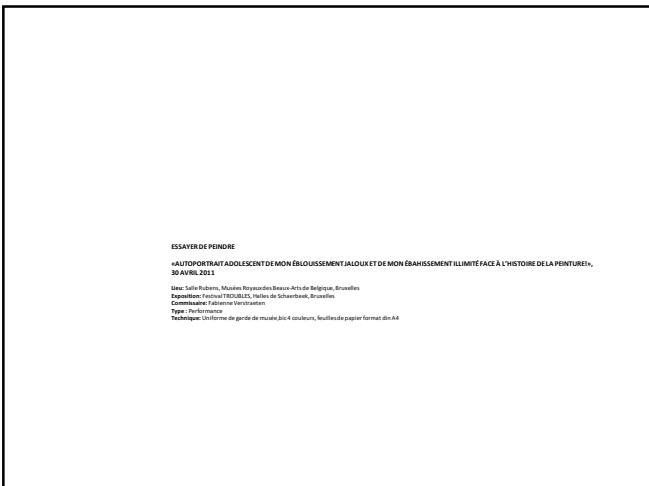 ESSAYER DE PEINDRE
«AUTOPORTRAIT ADOLESCENT DE MON ÉBLOUISSEMENT JALOUX ET DE MON ÉBAHISSEMENT ILLIMITÉ FACE À L'HISTOIRE DE LA PEINTURE!»,
30 AVRIL 2011
Lieu: Salle Rubens, Musées Royaux des Beaux-Arts de Belgique, Bruxelles
Exposition: Festival TROUBLES, Halles de Schaerbeek, Bruxelles
Commissaire: Fabienne Verstraeten
Type : Performance
Technique: Uniforme de garde de musée, bic 4 couleurs, feuilles de papier format din A4